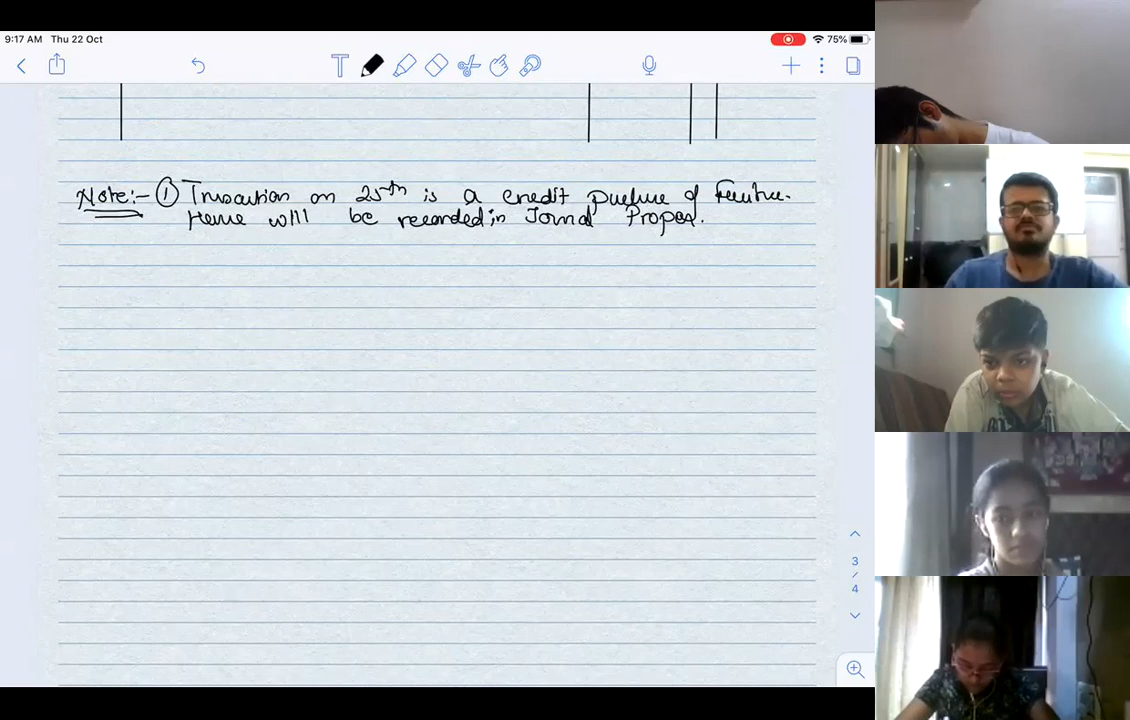 9:17 AM Thu 22 Oct
75%
T
Note:- ① Transaction on 25th is a credit purchase of Furniture.
Hence will be recorded in Journal Proper.
3
/
4